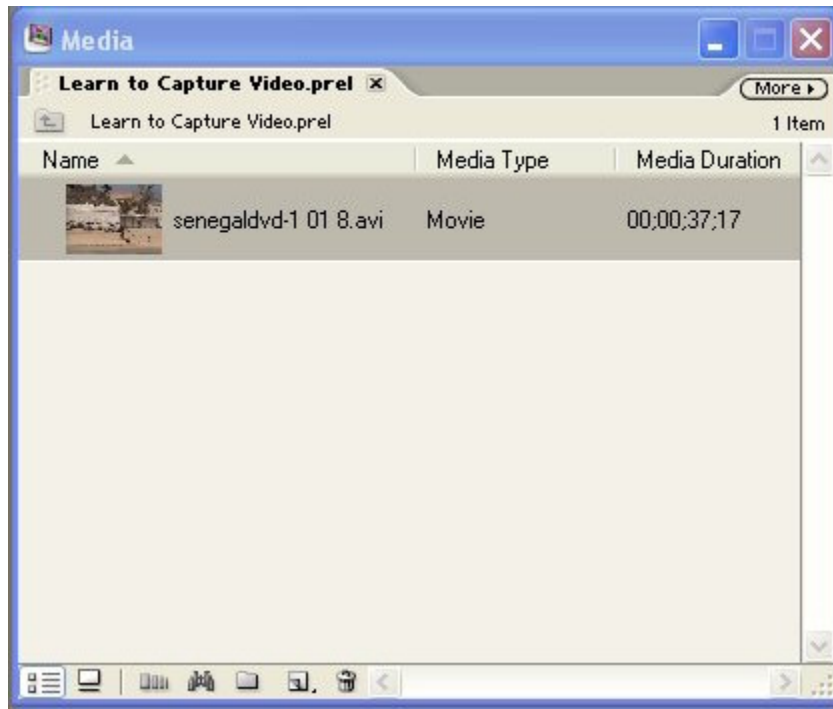 Media
Learn to Capture Video.prel
More
Learn to Capture Video.prel
1 Item
Name
Media Type
Media Duration
senegaldvd-1 01 8.avi
Movie
00;00;37;17